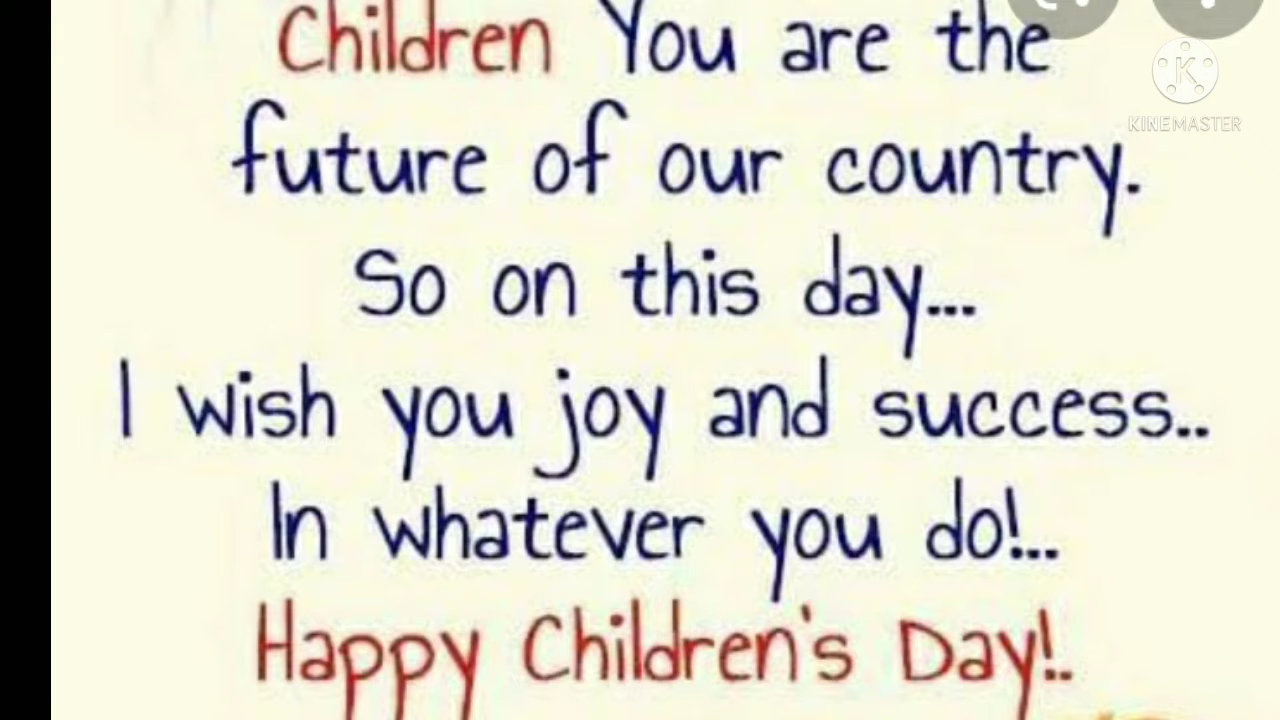 Children You are the
KINEMASTER
future of our country.
So on this day...
I wish you joy and success..
In whatever you do!...
Happy Children's Day!.